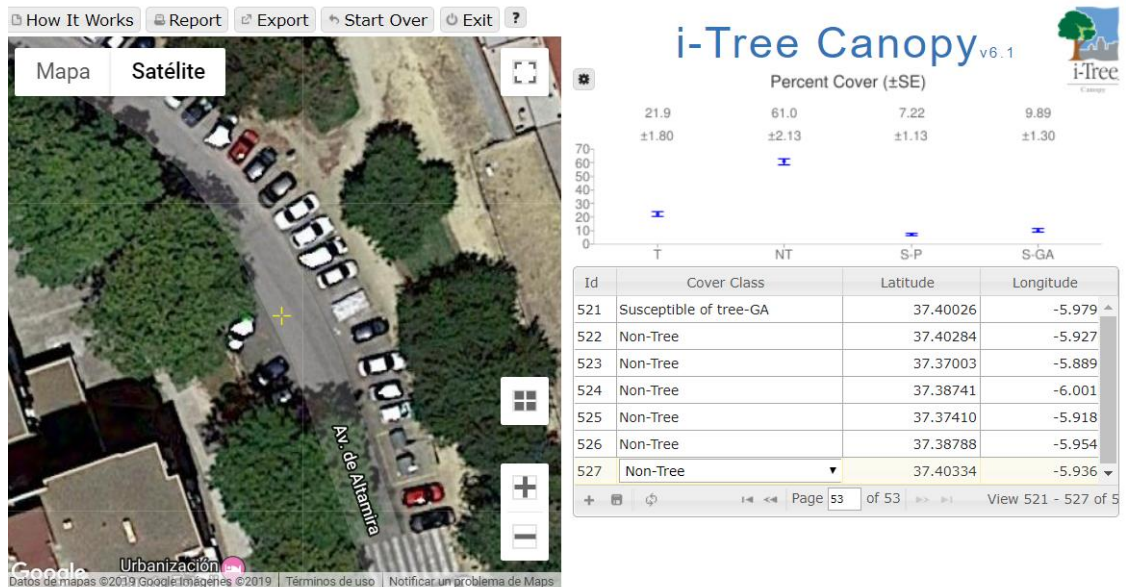 How It Works Report Export Start Over Exit ?
Mapa Satélite
Av. de Altamira
Urbanización
Google
Datos de mapas ©2019 Google Imágenes ©2019 Términos de uso Notificar un problema de Maps
i-Tree Canopy v6.1
i-Tree
Canopy
Percent Cover (±SE)
21.9 61.0 7.22 9.89
±1.80 ±2.13 ±1.13 ±1.30
70
60
50
40
30
20
10
0
T NT S-P S-GA
Id Cover Class Latitude Longitude
521 Susceptible of tree-GA 37.40026 -5.979
522 Non-Tree 37.40284 -5.927
523 Non-Tree 37.37003 -5.889
524 Non-Tree 37.38741 -6.001
525 Non-Tree 37.37410 -5.918
526 Non-Tree 37.38788 -5.954
527 Non-Tree 37.40334 -5.936
Page 53 of 53 View 521 - 527 of 5